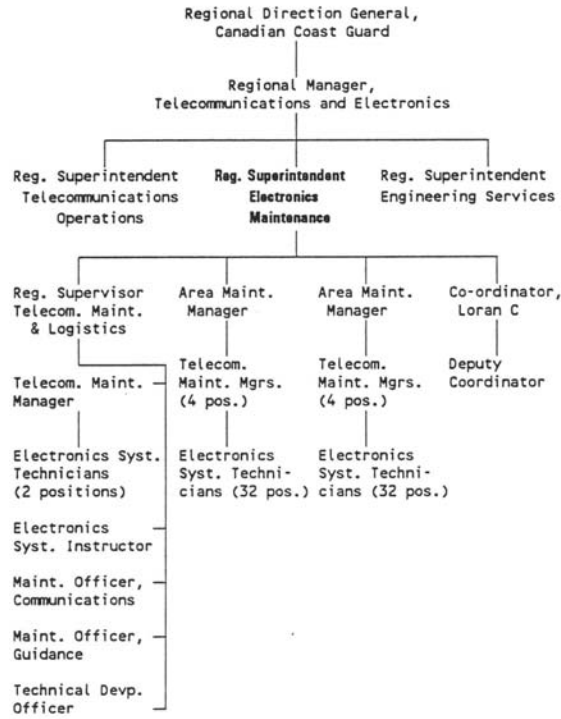 Regional Direction General,
Canadian Coast Guard
Regional Manager,
Telecommunications and Electronics
Reg. Superintendent
Telecommunications
Operations
Reg. Superintendent
Electronics
Maintenance
Reg. Superintendent
Engineering Services
Reg. Supervisor
Telecom. Maint.
& Logistics
Area Maint.
Manager
Area Maint.
Manager
Co-ordinator,
Loran C
Telecom. Maint.
Manager
Telecom.
Maint. Mgrs.
(4 pos.)
Telecom.
Maint. Mgrs.
(4 pos.)
Deputy
Coordinator
Electronics Syst.
Technicians
(2 positions)
Electronics
Syst. Techni-
cians (32 pos.)
Electronics
Syst. Techni-
cians (32 pos.)
Electronics
Syst. Instructor
Maint. Officer,
Communications
Maint. Officer,
Guidance
Technical Devp.
Officer